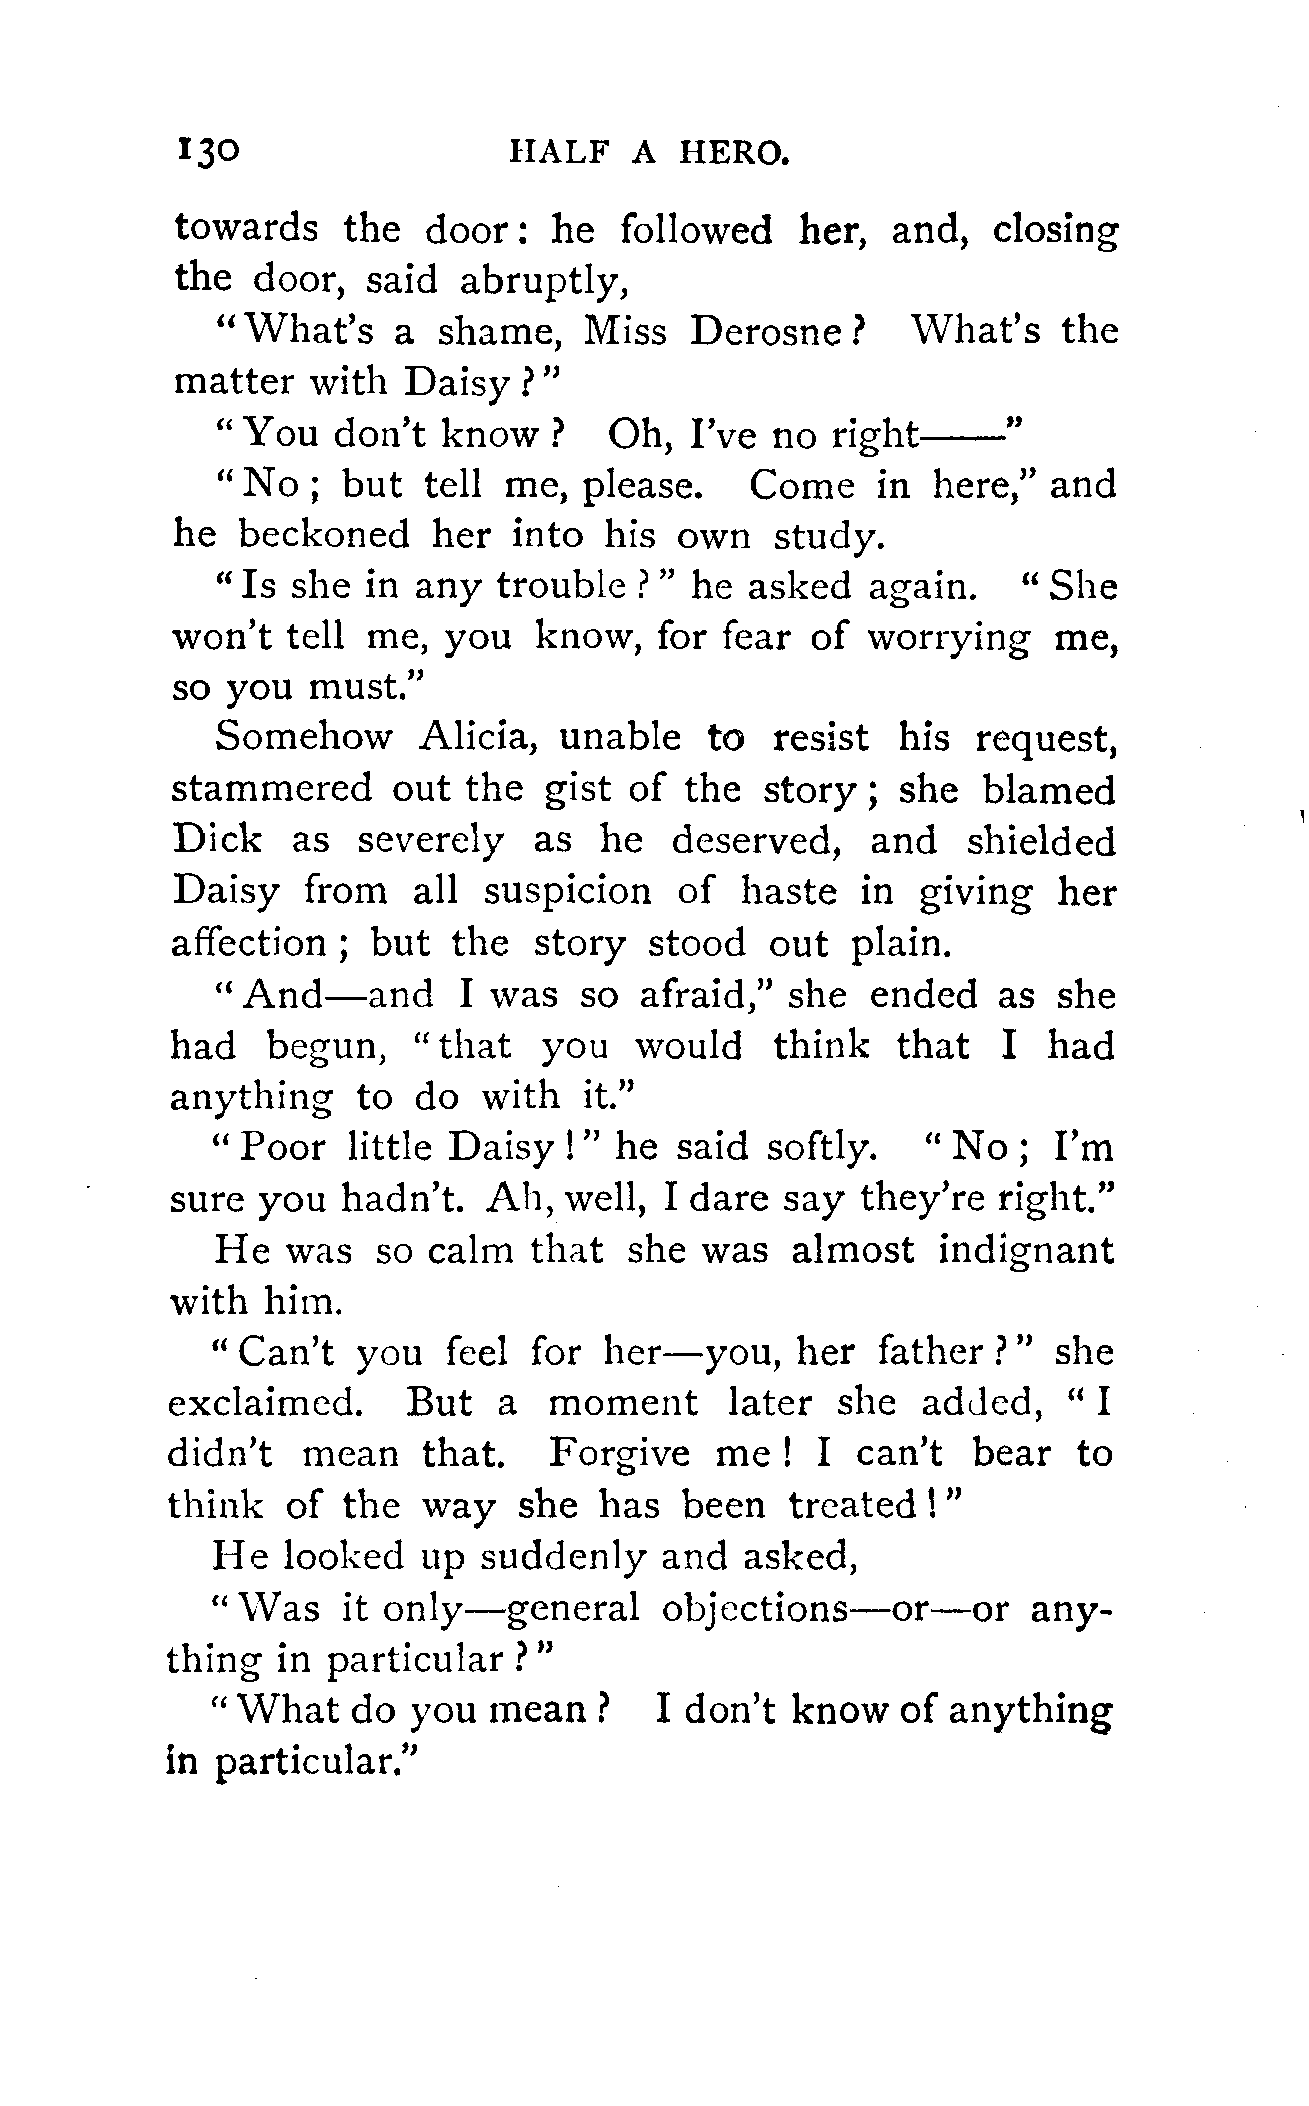 130 HALF A HERO.
towards the door: he followed her, and, closing
the door, said abruptly,
“What's a shame, Miss Derosne? What's the
matter with Daisy?”
“You don't know? Oh, I've no right——”
“No; but tell me, please. Come in here,” and
he beckoned her into his own study.
“Is she in any trouble?” he asked again. “She
won't tell me, you know, for fear of worrying me,
so you must.”
Somehow Alicia, unable to resist his request,
stammered out the gist of the story; she blamed
Dick as severely as he deserved, and shielded
Daisy from all suspicion of haste in giving her
affection; but the story stood out plain.
“And—and I was so afraid,” she ended as she
had begun, “that you would think that I had
anything to do with it.”
“Poor little Daisy!” he said softly. “No; I'm
sure you hadn't. Ah, well, I dare say they're right.”
He was so calm that she was almost indignant
with him.
“Can't you feel for her—you, her father?” she
exclaimed. But a moment later she added, “I
didn't mean that. Forgive me! I can't bear to
think of the way she has been treated!”
He looked up suddenly and asked,
“Was it only—general objections—or—or any-
thing in particular?”
“What do you mean? I don't know of anything
in particular.”